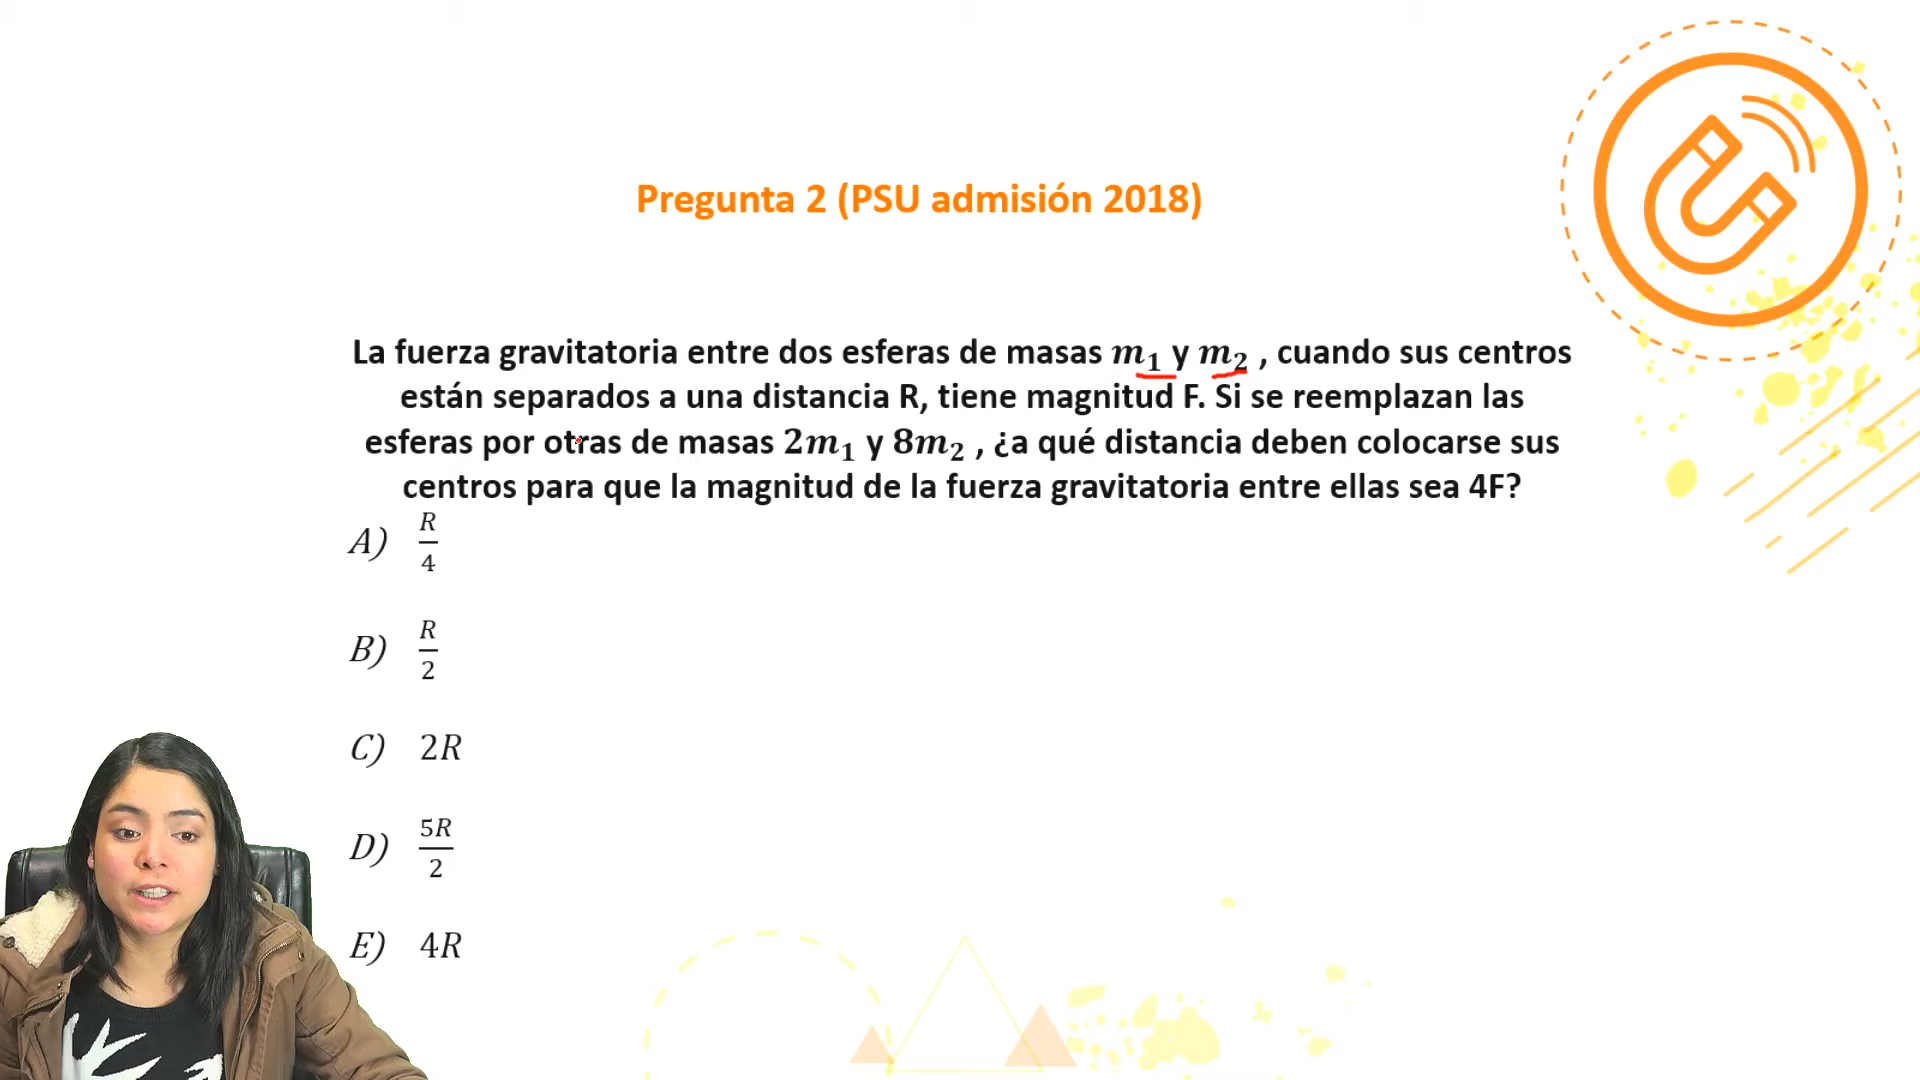 Pregunta 2 (PSU admisión 2018)
La fuerza gravitatoria entre dos esferas de masas m₁ y m₂ , cuando sus centros
están separados a una distancia R, tiene magnitud F. Si se reemplazan las
esferas por otras de masas 2m₁ y 8m₂ , ¿a qué distancia deben colocarse sus
centros para que la magnitud de la fuerza gravitatoria entre ellas sea 4F?
A) R/4
B) R/2
C) 2R
D) 5R/2
E) 4R